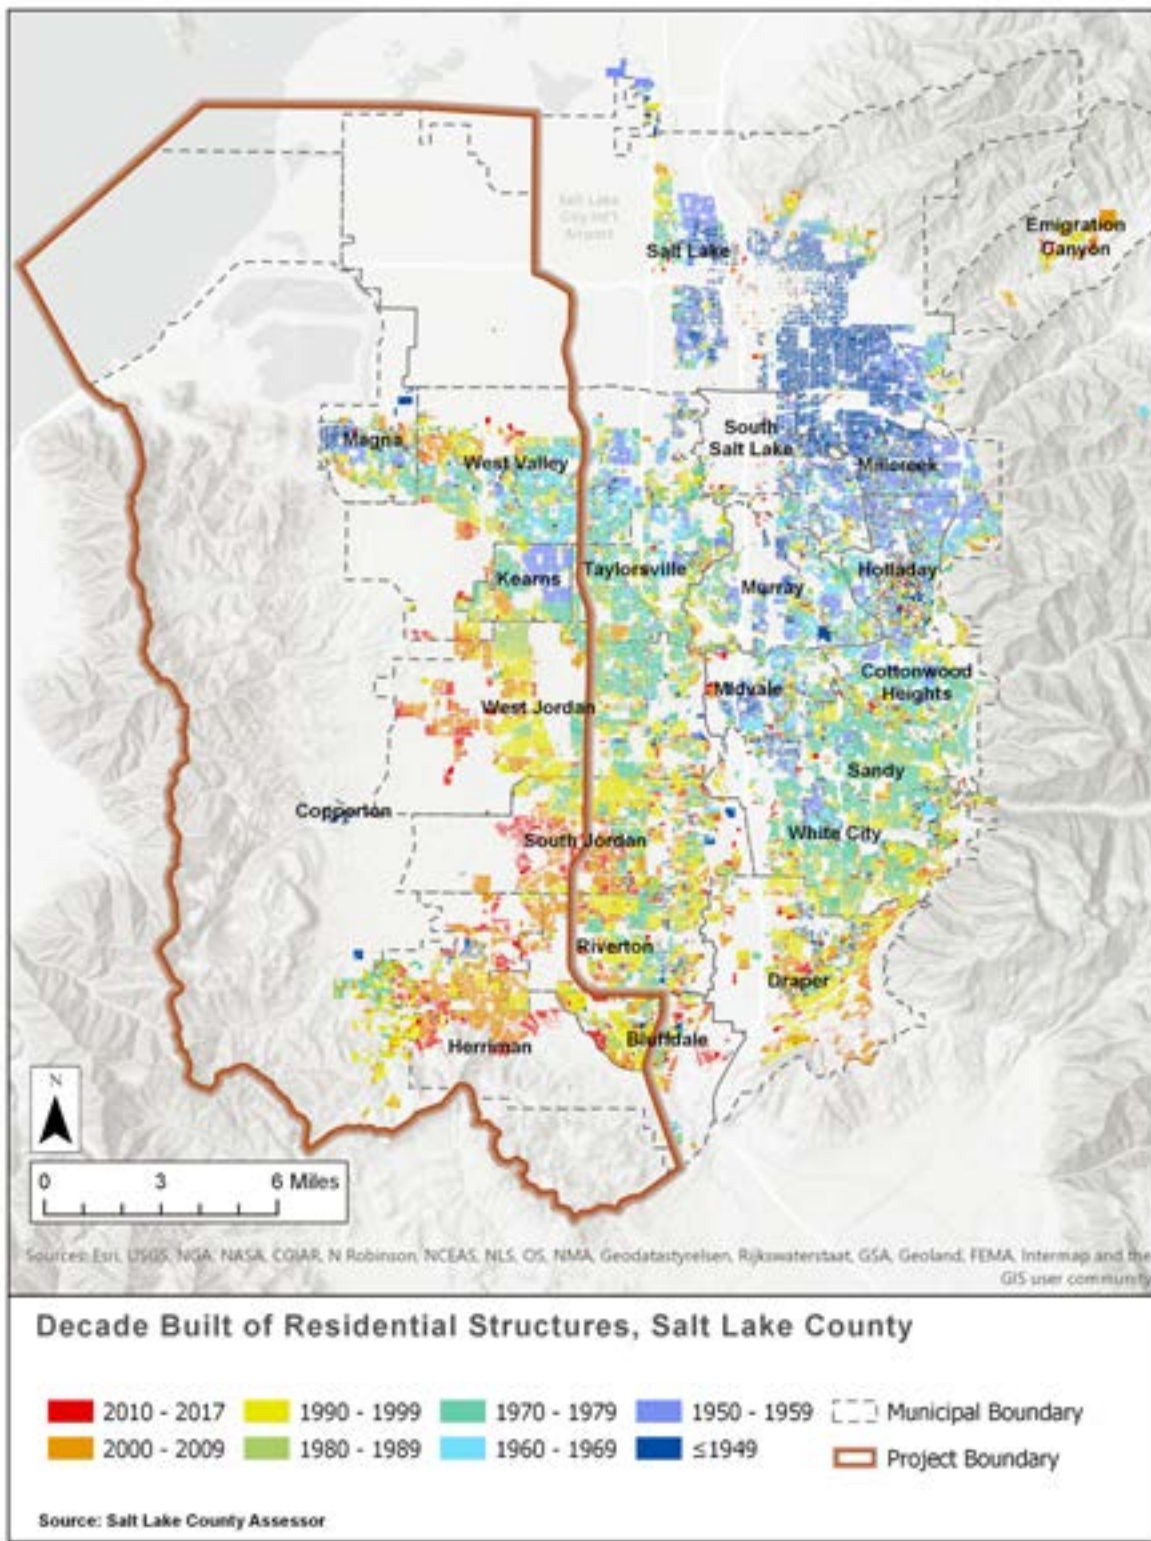 Salt Lake
City Int'l
Airport
Emigration
Canyon
Salt Lake
South
Salt Lake
Magna
West Valley
Millcreek
Kearns
Taylorsville
Murray
Holladay
Cottonwood
Heights
Midvale
West Jordan
Sandy
Copperton
South Jordan
White City
Riverton
Draper
Herriman
Bluffdale
N
0 3 6 Miles
Sources: Esri, USGS, NGA, NASA, CGIAR, N Robinson, NCEAS, NLS, OS, NMA, Geodatastyrelsen, Rijkswaterstaat, GSA, Geoland, FEMA, Intermap and the
GIS user community
Decade Built of Residential Structures, Salt Lake County
2010 - 2017 1990 - 1999 1970 - 1979 1950 - 1959 Municipal Boundary
2000 - 2009 1980 - 1989 1960 - 1969 ≤1949 Project Boundary
Source: Salt Lake County Assessor